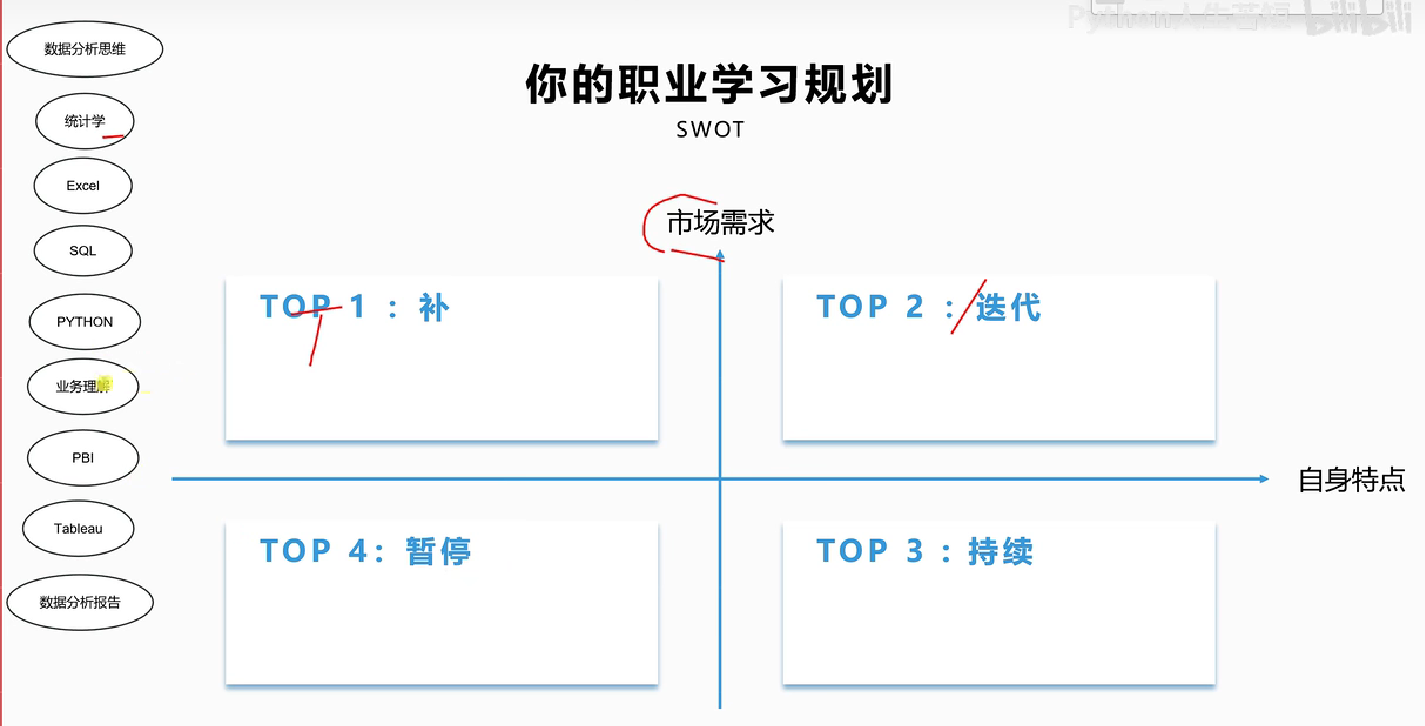 Python人生苦短 bilibili
你的职业学习规划
SWOT
数据分析思维
统计学
Excel
SQL
PYTHON
业务理解
PBI
Tableau
数据分析报告
市场需求
TOP 1 : 补
TOP 2 : 迭代
自身特点
TOP 4: 暂停
TOP 3 : 持续